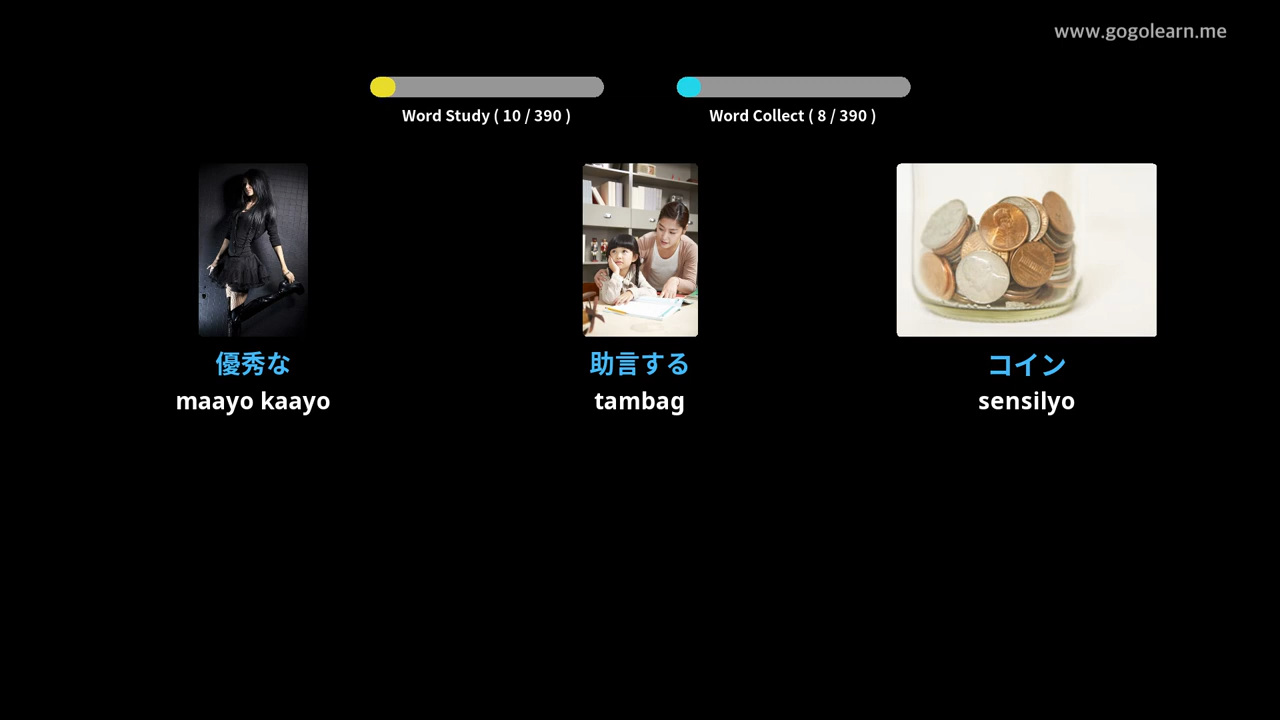 www.gogolearn.me
Word Study ( 10 / 390 )
Word Collect ( 8 / 390 )
優秀な
maayo kaayo
助言する
tambag
コイン
sensilyo